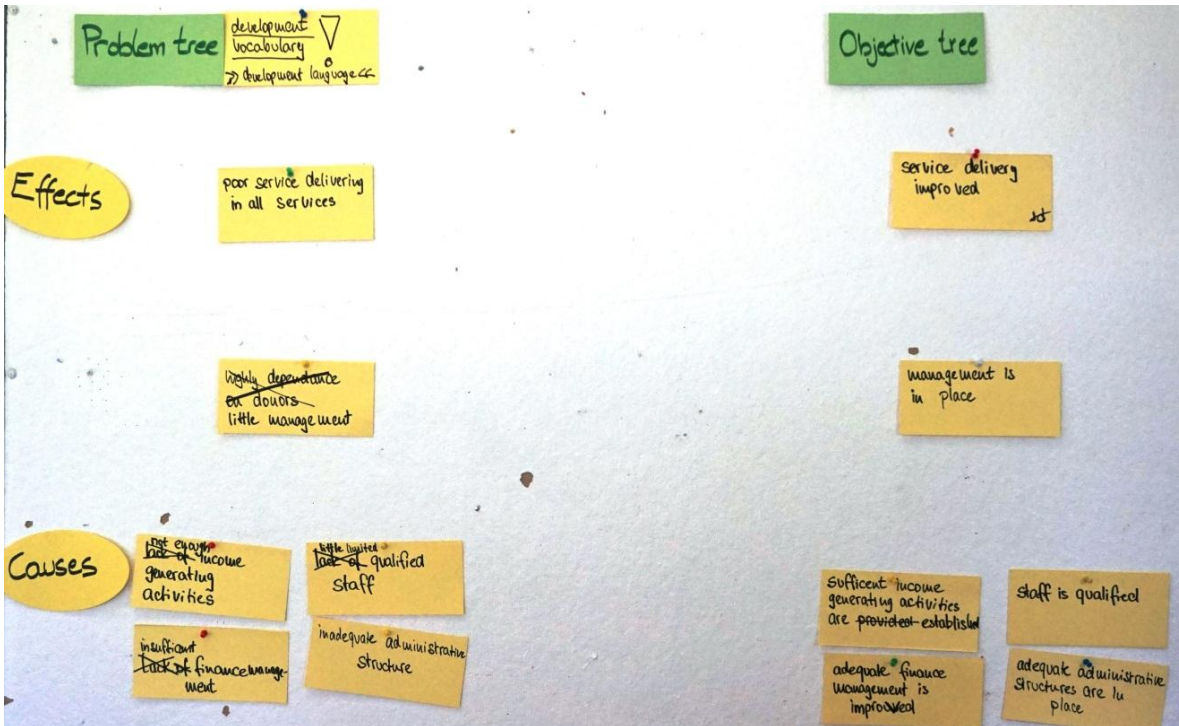 Problem tree
development
vocabulary !
>> development language <<
Objective tree
Effects
poor service delivering
in all services
service delivery
improved
highly dependance
on donors
little management
management is
in place
Causes
not enough
lack of income
generating
activities
little limited
lack of qualified
staff
insufficient
Lack of finance manage-
ment
inadequate administrative
structure
sufficent income
generating activities
are provided established
staff is qualified
adequate finance
management is
improved
adequate administrative
structures are in
place